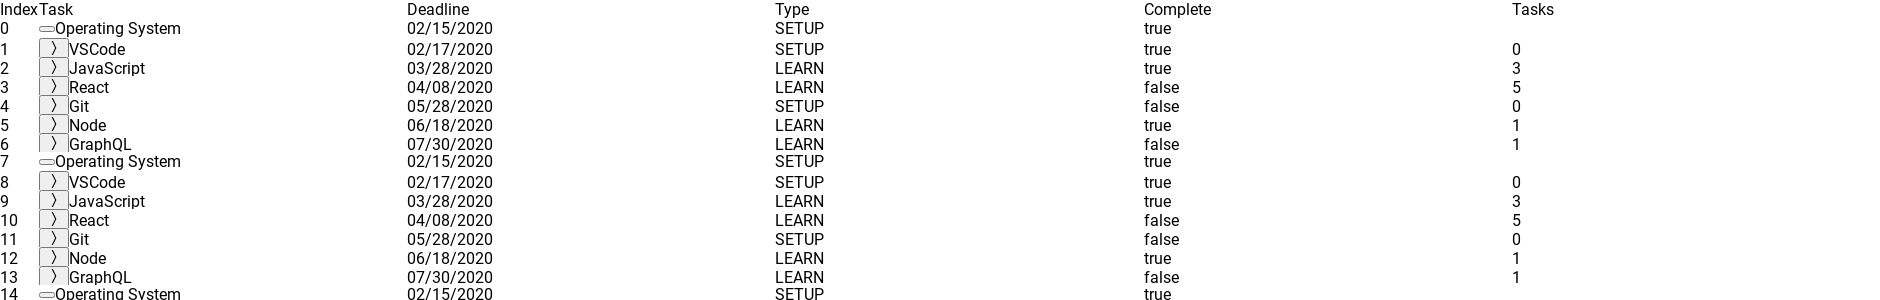 Index Task Deadline Type Complete Tasks
0 Operating System 02/15/2020 SETUP true
1 〉 VSCode 02/17/2020 SETUP true 0
2 〉 JavaScript 03/28/2020 LEARN true 3
3 〉 React 04/08/2020 LEARN false 5
4 〉 Git 05/28/2020 SETUP false 0
5 〉 Node 06/18/2020 LEARN true 1
6 〉 GraphQL 07/30/2020 LEARN false 1
7 Operating System 02/15/2020 SETUP true
8 〉 VSCode 02/17/2020 SETUP true 0
9 〉 JavaScript 03/28/2020 LEARN true 3
10 〉 React 04/08/2020 LEARN false 5
11 〉 Git 05/28/2020 SETUP false 0
12 〉 Node 06/18/2020 LEARN true 1
13 〉 GraphQL 07/30/2020 LEARN false 1
14 Operating System 02/15/2020 SETUP true